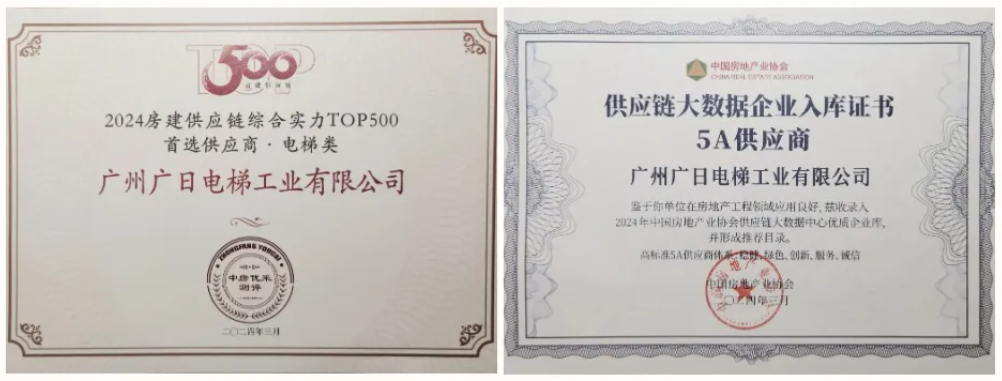 TOP
500
2024房建供应链综合实力TOP500
首选供应商·电梯类
广州广日电梯工业有限公司
ZHONGFANG YOUCAI
中房优采
测评
二〇二四年三月
中国房地产业协会
CHINA REAL ESTATE ASSOCIATION
供应链大数据企业入库证书
5A供应商
广州广日电梯工业有限公司
鉴于你单位在房地产工程领域应用良好,兹收录入
2024年中国房地产业协会供应链大数据中心优质企业库,
并形成推荐目录。
高标准5A供应商体系:稳健、绿色、创新、服务、诚信
中国房地产业协会
二〇二四年三月